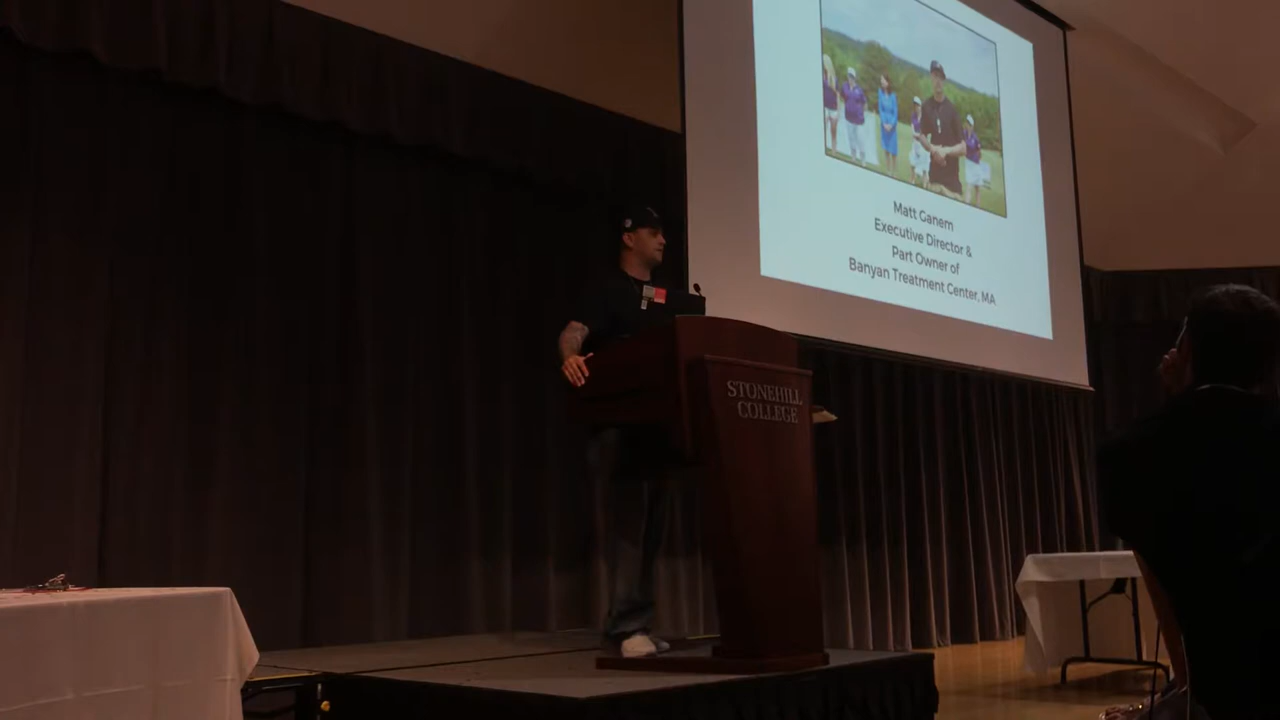 Matt Ganem
Executive Director &
Part Owner of
Banyan Treatment Center, MA
STONEHILL
COLLEGE